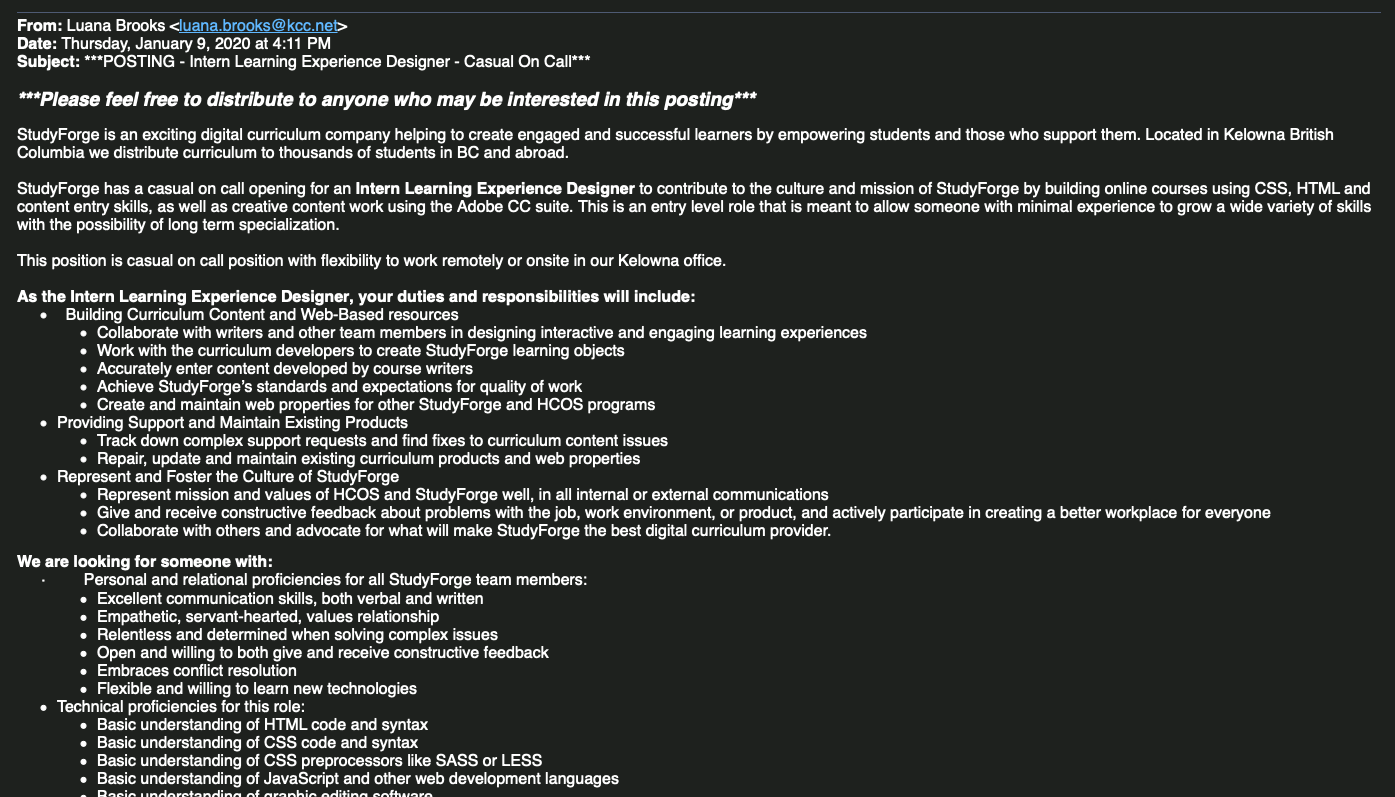 From: Luana Brooks <luana.brooks@kcc.net>
Date: Thursday, January 9, 2020 at 4:11 PM
Subject: ***POSTING - Intern Learning Experience Designer - Casual On Call***
***Please feel free to distribute to anyone who may be interested in this posting***
StudyForge is an exciting digital curriculum company helping to create engaged and successful learners by empowering students and those who support them. Located in Kelowna British
Columbia we distribute curriculum to thousands of students in BC and abroad.
StudyForge has a casual on call opening for an Intern Learning Experience Designer to contribute to the culture and mission of StudyForge by building online courses using CSS, HTML and
content entry skills, as well as creative content work using the Adobe CC suite. This is an entry level role that is meant to allow someone with minimal experience to grow a wide variety of skills
with the possibility of long term specialization.
This position is casual on call position with flexibility to work remotely or onsite in our Kelowna office.
As the Intern Learning Experience Designer, your duties and responsibilities will include:
• Building Curriculum Content and Web-Based resources
• Collaborate with writers and other team members in designing interactive and engaging learning experiences
• Work with the curriculum developers to create StudyForge learning objects
• Accurately enter content developed by course writers
• Achieve StudyForge’s standards and expectations for quality of work
• Create and maintain web properties for other StudyForge and HCOS programs
• Providing Support and Maintain Existing Products
• Track down complex support requests and find fixes to curriculum content issues
• Repair, update and maintain existing curriculum products and web properties
• Represent and Foster the Culture of StudyForge
• Represent mission and values of HCOS and StudyForge well, in all internal or external communications
• Give and receive constructive feedback about problems with the job, work environment, or product, and actively participate in creating a better workplace for everyone
• Collaborate with others and advocate for what will make StudyForge the best digital curriculum provider.
We are looking for someone with:
· Personal and relational proficiencies for all StudyForge team members:
• Excellent communication skills, both verbal and written
• Empathetic, servant-hearted, values relationship
• Relentless and determined when solving complex issues
• Open and willing to both give and receive constructive feedback
• Embraces conflict resolution
• Flexible and willing to learn new technologies
• Technical proficiencies for this role:
• Basic understanding of HTML code and syntax
• Basic understanding of CSS code and syntax
• Basic understanding of CSS preprocessors like SASS or LESS
• Basic understanding of JavaScript and other web development languages
• Basic understanding of graphic editing software